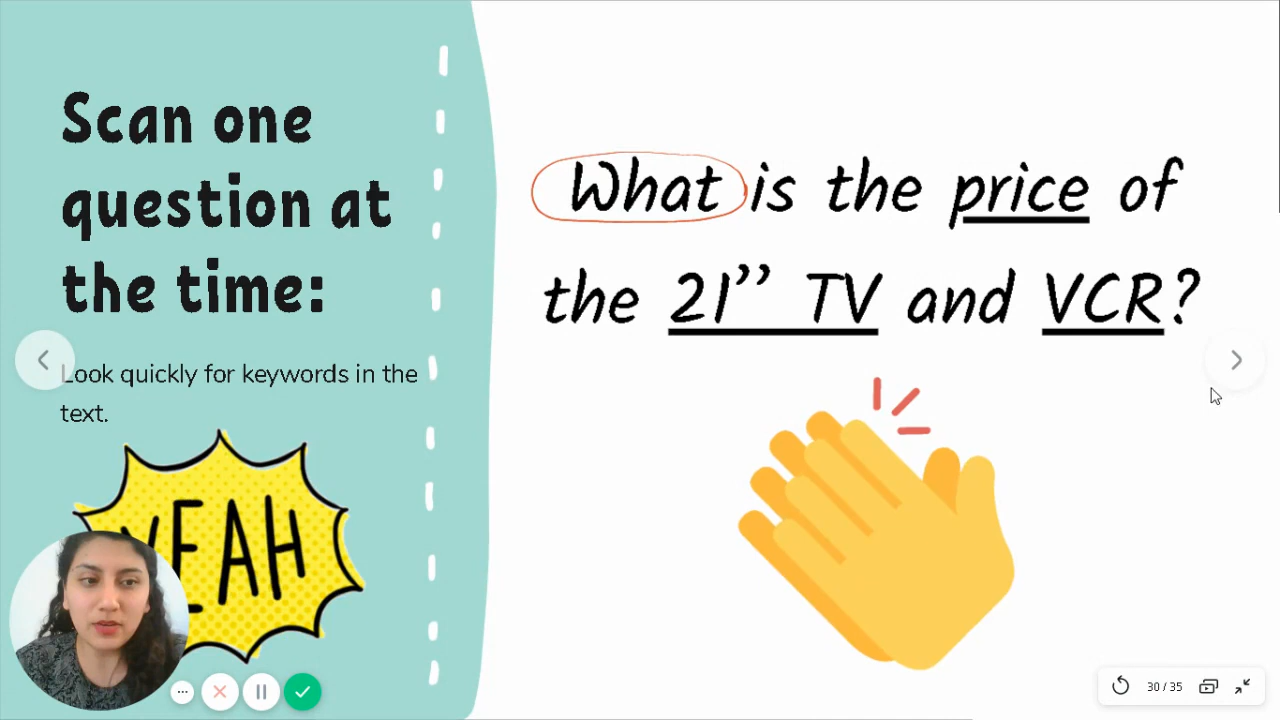 Scan one
question at
the time:
Look quickly for keywords in the
text.
YEAH
What is the price of
the 21” TV and VCR?
30 / 35